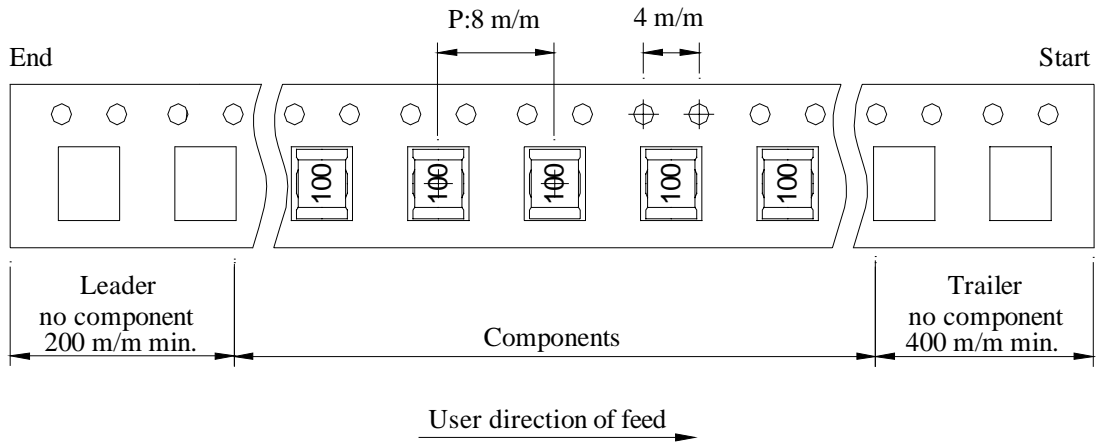 P:8 m/m
4 m/m
End
Start
100
100
100
100
100
Leader
no component
200 m/m min.
Components
Trailer
no component
400 m/m min.
User direction of feed